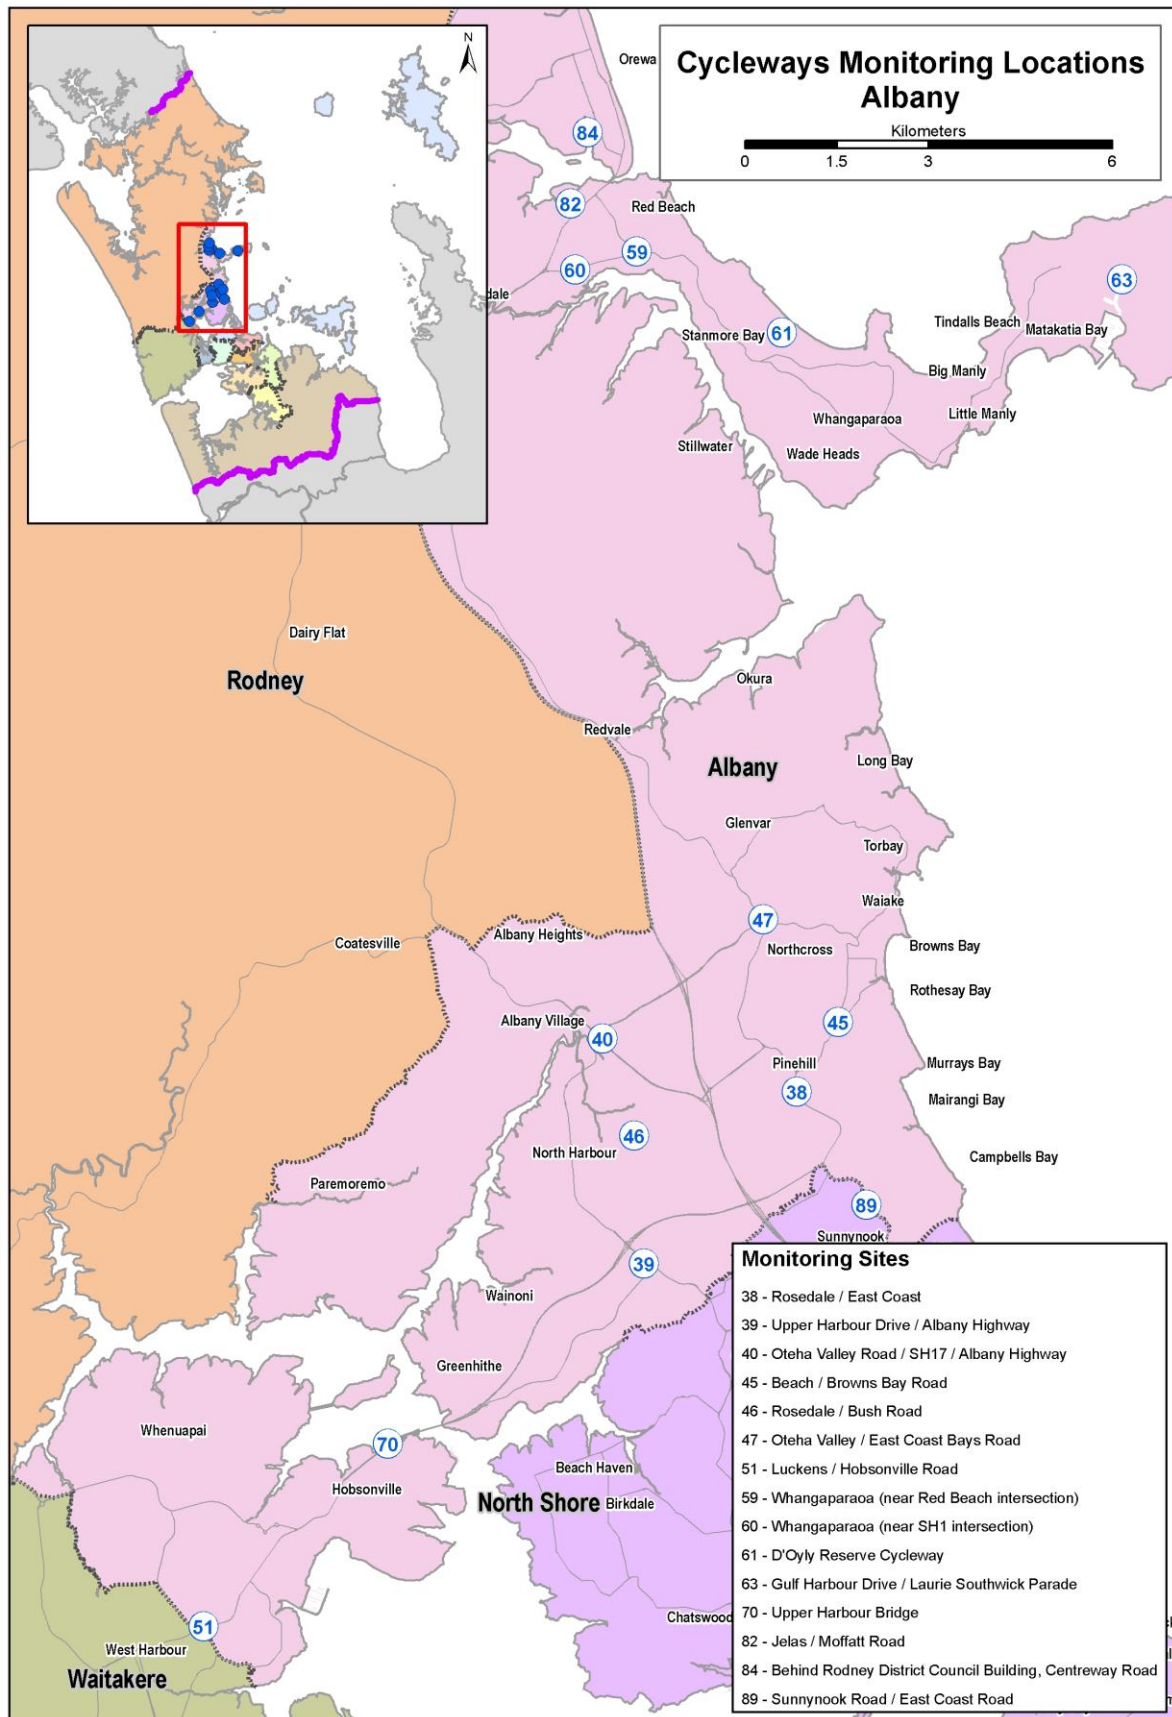 N
Orewa
Cycleways Monitoring Locations
Albany
Kilometers
0 1.5 3 6
84
82
Red Beach
59
60
dale
63
Tindalls Beach
Matakatia Bay
Stanmore Bay
61
Big Manly
Little Manly
Whangaparaoa
Wade Heads
Stillwater
Dairy Flat
Rodney
Okura
Redvale
Albany
Long Bay
Glenvar
Torbay
Waiake
47
Albany Heights
Coatesville
Northcross
Browns Bay
Rothesay Bay
Albany Village
40
45
Pinehill
Murrays Bay
38
Mairangi Bay
46
North Harbour
Campbells Bay
Paremoremo
89
Sunnynook
39
Wainoni
Greenhithe
Whenuapai
70
Hobsonville
Beach Haven
North Shore
Birkdale
Chatswood
51
West Harbour
Waitakere
Monitoring Sites
38 - Rosedale / East Coast
39 - Upper Harbour Drive / Albany Highway
40 - Oteha Valley Road / SH17 / Albany Highway
45 - Beach / Browns Bay Road
46 - Rosedale / Bush Road
47 - Oteha Valley / East Coast Bays Road
51 - Luckens / Hobsonville Road
59 - Whangaparaoa (near Red Beach intersection)
60 - Whangaparaoa (near SH1 intersection)
61 - D'Oyly Reserve Cycleway
63 - Gulf Harbour Drive / Laurie Southwick Parade
70 - Upper Harbour Bridge
82 - Jelas / Moffatt Road
84 - Behind Rodney District Council Building, Centreway Road
89 - Sunnynook Road / East Coast Road